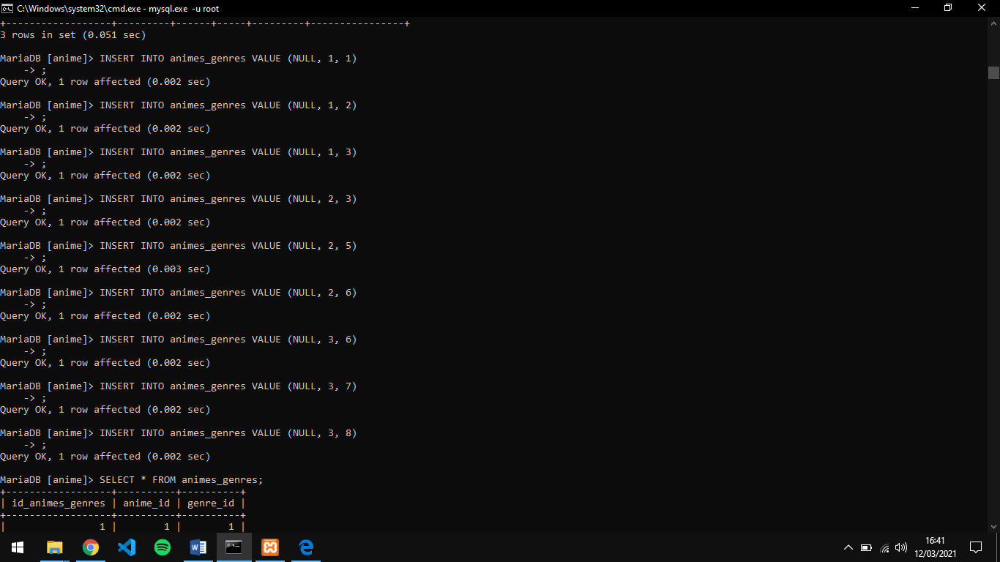 C:\Windows\system32\cmd.exe - mysql.exe -u root
+------------------+---------+------+-----+---------+----------------+
3 rows in set (0.051 sec)
MariaDB [anime]> INSERT INTO animes_genres VALUE (NULL, 1, 1)
    -> ;
Query OK, 1 row affected (0.002 sec)
MariaDB [anime]> INSERT INTO animes_genres VALUE (NULL, 1, 2)
    -> ;
Query OK, 1 row affected (0.002 sec)
MariaDB [anime]> INSERT INTO animes_genres VALUE (NULL, 1, 3)
    -> ;
Query OK, 1 row affected (0.002 sec)
MariaDB [anime]> INSERT INTO animes_genres VALUE (NULL, 2, 3)
    -> ;
Query OK, 1 row affected (0.002 sec)
MariaDB [anime]> INSERT INTO animes_genres VALUE (NULL, 2, 5)
    -> ;
Query OK, 1 row affected (0.003 sec)
MariaDB [anime]> INSERT INTO animes_genres VALUE (NULL, 2, 6)
    -> ;
Query OK, 1 row affected (0.002 sec)
MariaDB [anime]> INSERT INTO animes_genres VALUE (NULL, 3, 6)
    -> ;
Query OK, 1 row affected (0.002 sec)
MariaDB [anime]> INSERT INTO animes_genres VALUE (NULL, 3, 7)
    -> ;
Query OK, 1 row affected (0.002 sec)
MariaDB [anime]> INSERT INTO animes_genres VALUE (NULL, 3, 8)
    -> ;
Query OK, 1 row affected (0.002 sec)
MariaDB [anime]> SELECT * FROM animes_genres;
+------------------+----------+----------+
| id_animes_genres | anime_id | genre_id |
+------------------+----------+----------+
|                1 |        1 |        1 |
16:41
12/03/2021